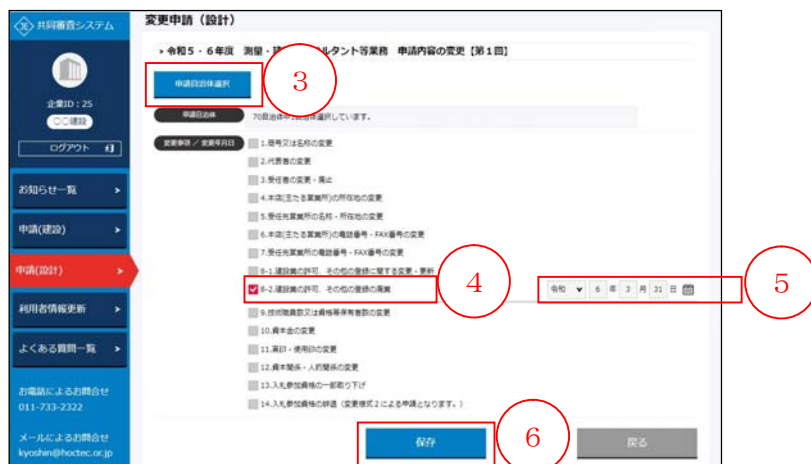 共同審査システム
企業ID：25
〇〇建設
ログアウト
お知らせ一覧
申請(建設)
申請(設計)
利用者情報更新
よくある質問一覧
お電話によるお問合せ
011-733-2322
メールによるお問合せ
kyoshin@hoctec.or.jp
変更申請（設計）
令和5・6年度 測量・建 ルタント等業務 申請内容の変更【第1回】
申請自治体選択
③
申請自治体
70自治体中 自治体選択しています。
変更事項 / 変更年月日
1.商号又は名称の変更
2.代表者の変更
3.受任者の変更・廃止
4.本店(主たる営業所)の所在地の変更
5.受任先営業所の名称・所在地の変更
6.本店(主たる営業所)の電話番号・FAX番号の変更
7.受任先営業所の電話番号・FAX番号の変更
8-1.建設業の許可、その他の登録に関する変更・更新
8-2.建設業の許可、その他の登録の廃業
④
令和 6 年 3 月 31 日
⑤
9.技術職員数又は資格等保有者数の変更
10.資本金の変更
11.実印・使用印の変更
12.資本関係・人的関係の変更
13.入札参加資格の一部取り下げ
14.入札参加資格の辞退（変更様式2による申請となります。）
保存
⑥
戻る